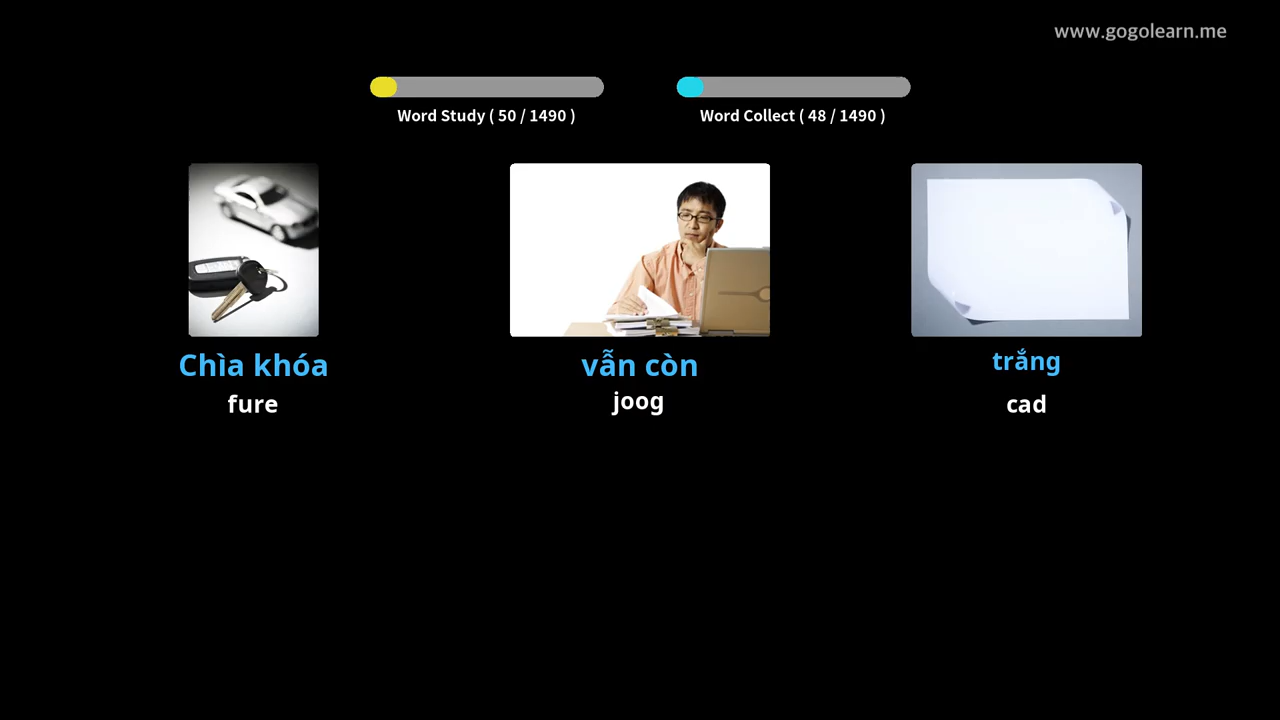 www.gogolearn.me
Word Study ( 50 / 1490 )
Word Collect ( 48 / 1490 )
Chìa khóa
fure
vẫn còn
joog
trắng
cad